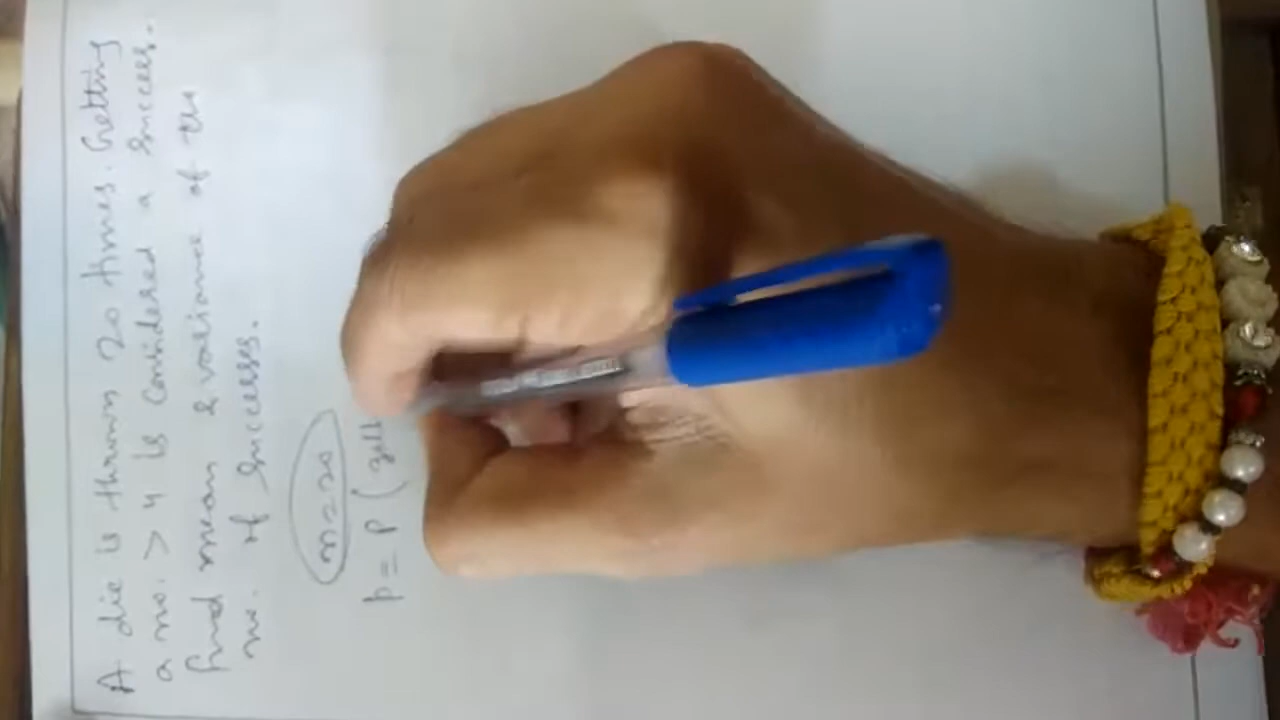 A die is thrown 20 times. Getting
a no. > 4 is Considered a success.
find mean & variance of the
no. of successes.
n=20
p = P (gett